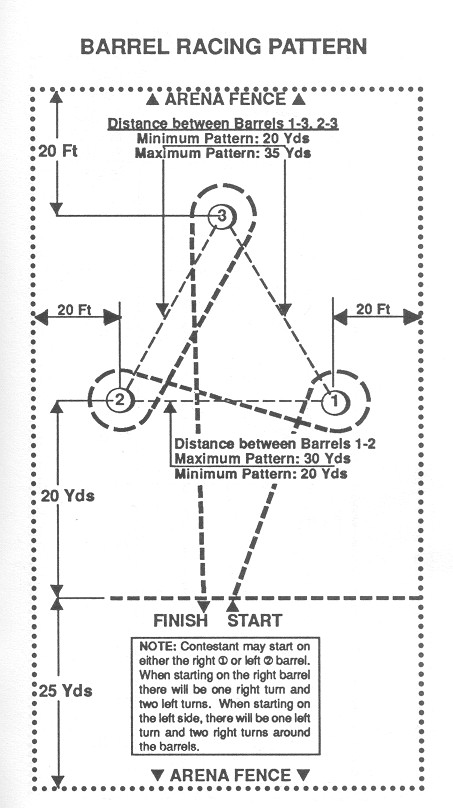 BARREL RACING PATTERN
▲ ARENA FENCE ▲
Distance between Barrels 1-3, 2-3
Minimum Pattern: 20 Yds
Maximum Pattern: 35 Yds
20 Ft
3
20 Ft
20 Ft
2
1
Distance between Barrels 1-2
Maximum Pattern: 30 Yds
Minimum Pattern: 20 Yds
20 Yds
FINISH START
NOTE: Contestant may start on
either the right ① or left ② barrel.
When starting on the right barrel
there will be one right turn and
two left turns. When starting on
the left side, there will be one left
turn and two right turns around
the barrels.
25 Yds
▼ ARENA FENCE ▼